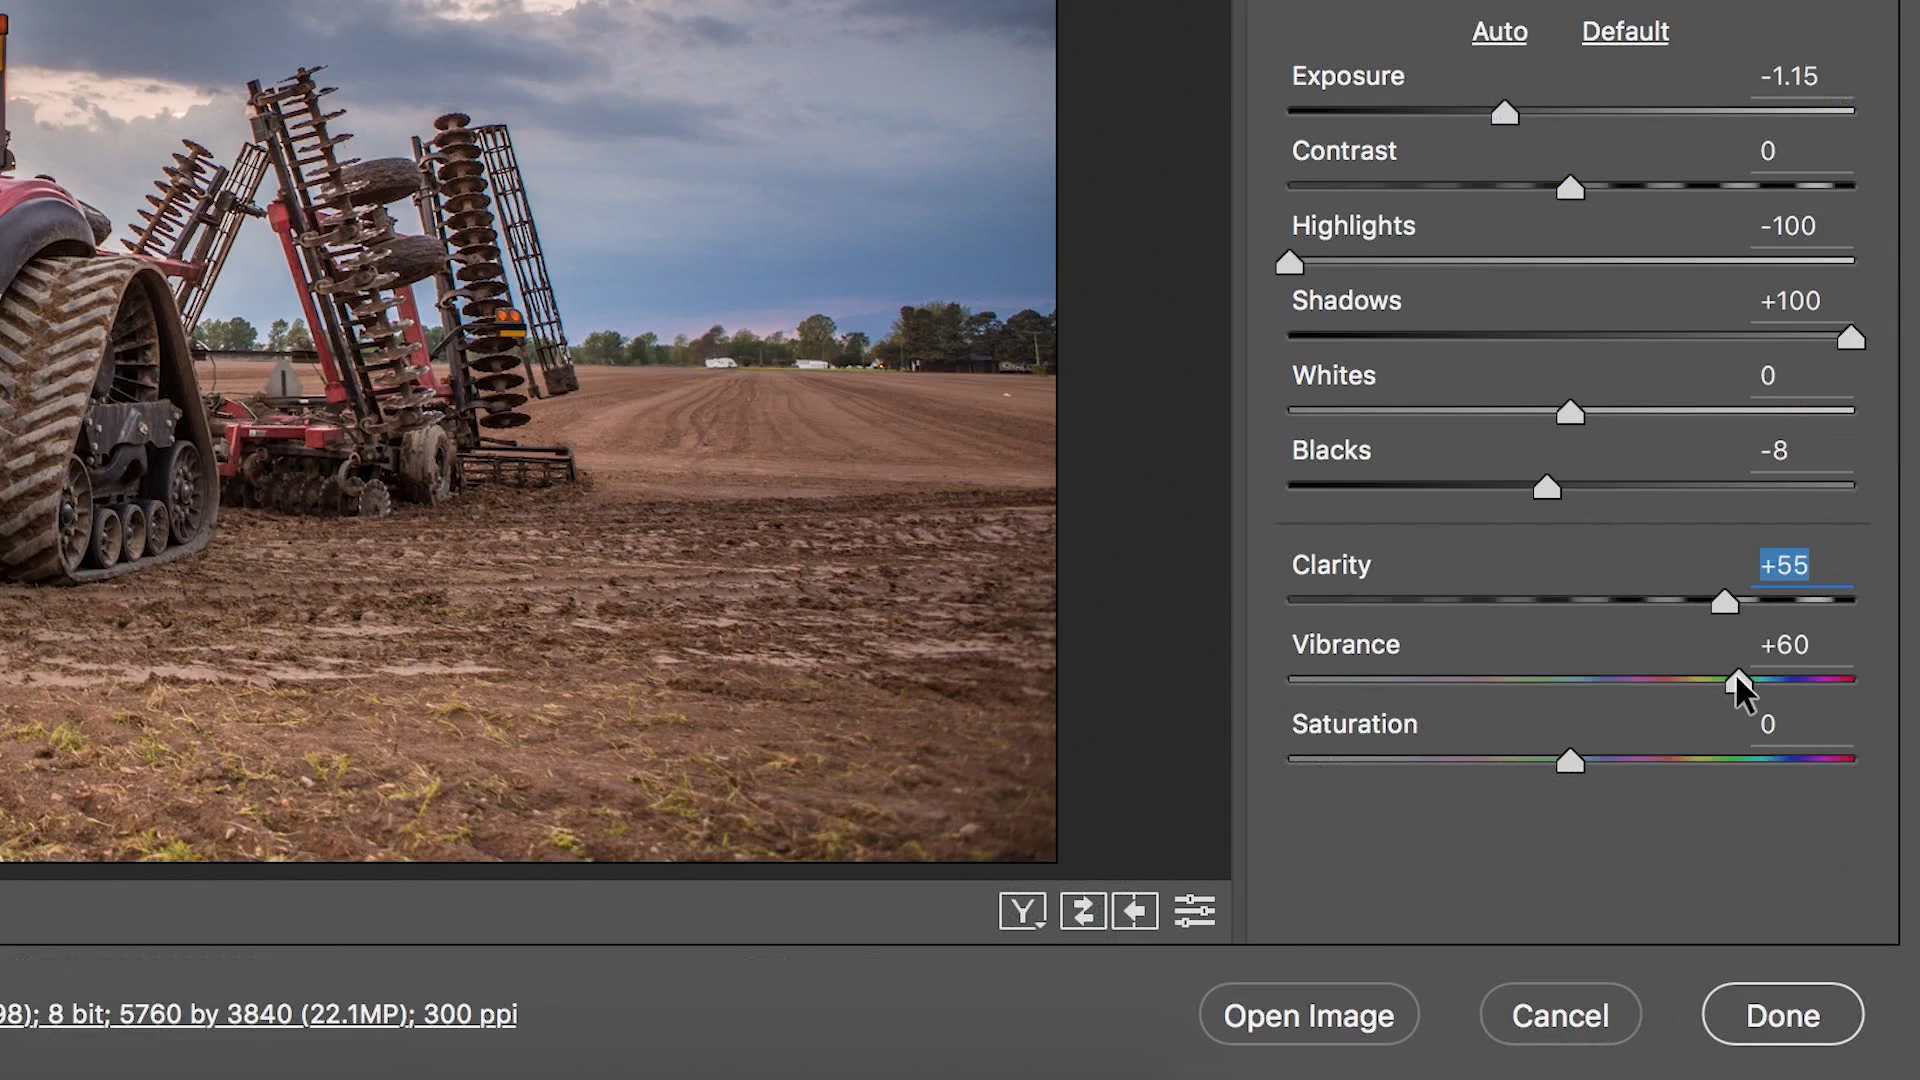 Auto Default
Exposure -1.15
Contrast 0
Highlights -100
Shadows +100
Whites 0
Blacks -8
Clarity +55
Vibrance +60
Saturation 0
Y
98); 8 bit; 5760 by 3840 (22.1MP); 300 ppi
Open Image Cancel Done